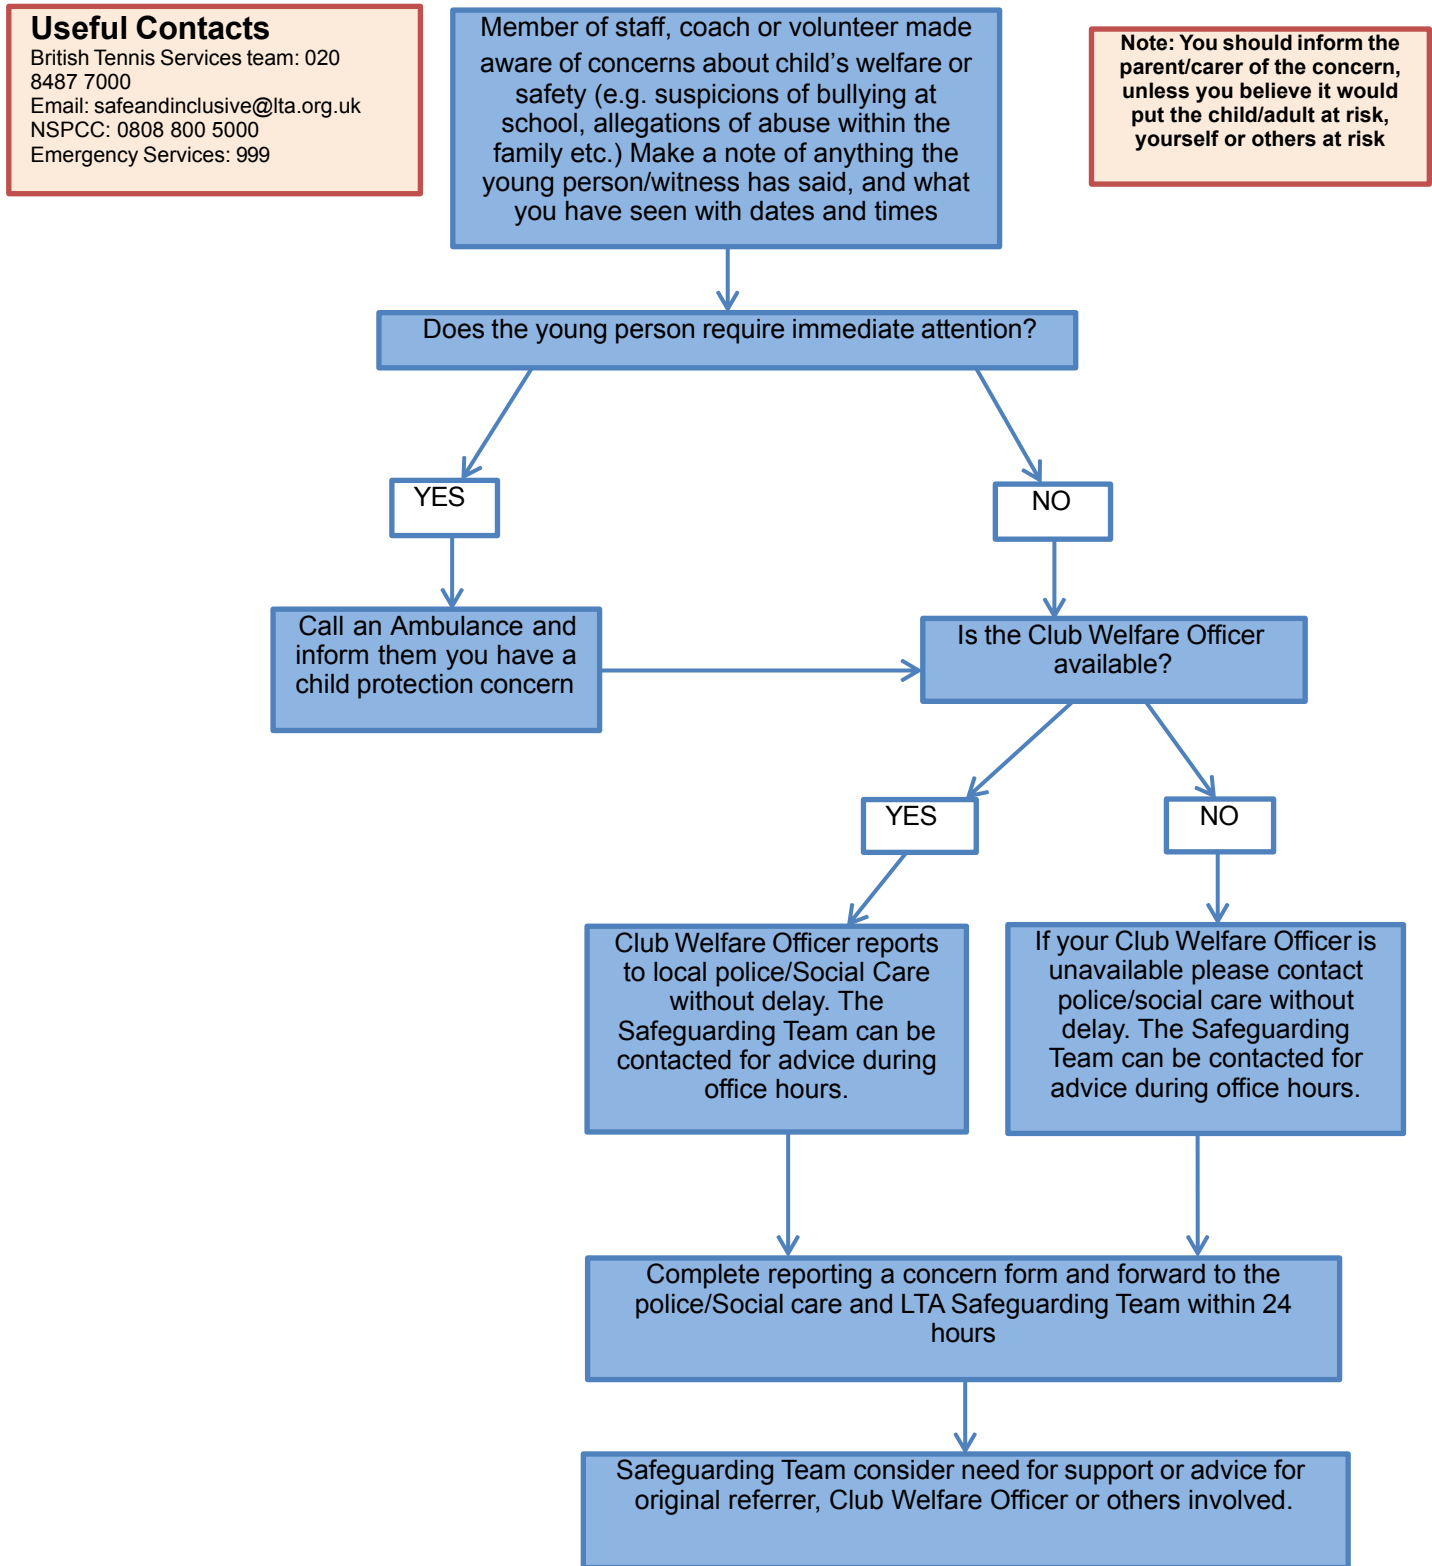 Useful Contacts
British Tennis Services team: 020
8487 7000
Email: safeandinclusive@lta.org.uk
NSPCC: 0808 800 5000
Emergency Services: 999
Member of staff, coach or volunteer made
aware of concerns about child’s welfare or
safety (e.g. suspicions of bullying at
school, allegations of abuse within the
family etc.) Make a note of anything the
young person/witness has said, and what
you have seen with dates and times
Note: You should inform the
parent/carer of the concern,
unless you believe it would
put the child/adult at risk,
yourself or others at risk
Does the young person require immediate attention?
YES
NO
Call an Ambulance and
inform them you have a
child protection concern
Is the Club Welfare Officer
available?
YES
NO
Club Welfare Officer reports
to local police/Social Care
without delay. The
Safeguarding Team can be
contacted for advice during
office hours.
If your Club Welfare Officer is
unavailable please contact
police/social care without
delay. The Safeguarding
Team can be contacted for
advice during office hours.
Complete reporting a concern form and forward to the
police/Social care and LTA Safeguarding Team within 24
hours
Safeguarding Team consider need for support or advice for
original referrer, Club Welfare Officer or others involved.